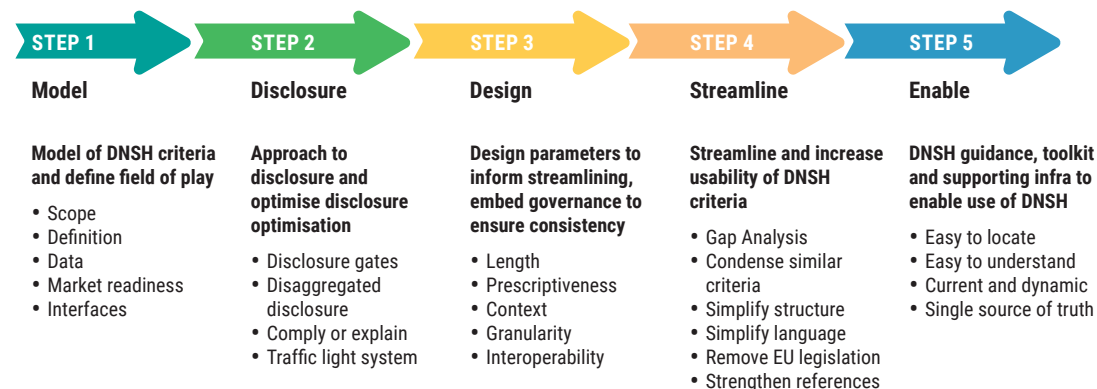 STEP 1
Model
Model of DNSH criteria
and define field of play
• Scope
• Definition
• Data
• Market readiness
• Interfaces
STEP 2
Disclosure
Approach to
disclosure and
optimise disclosure
optimisation
• Disclosure gates
• Disaggregated
disclosure
• Comply or explain
• Traffic light system
STEP 3
Design
Design parameters to
inform streamlining,
embed governance to
ensure consistency
• Length
• Prescriptiveness
• Context
• Granularity
• Interoperability
STEP 4
Streamline
Streamline and increase
usability of DNSH
criteria
• Gap Analysis
• Condense similar
criteria
• Simplify structure
• Simplify language
• Remove EU legislation
• Strengthen references
STEP 5
Enable
DNSH guidance, toolkit
and supporting infra to
enable use of DNSH
• Easy to locate
• Easy to understand
• Current and dynamic
• Single source of truth